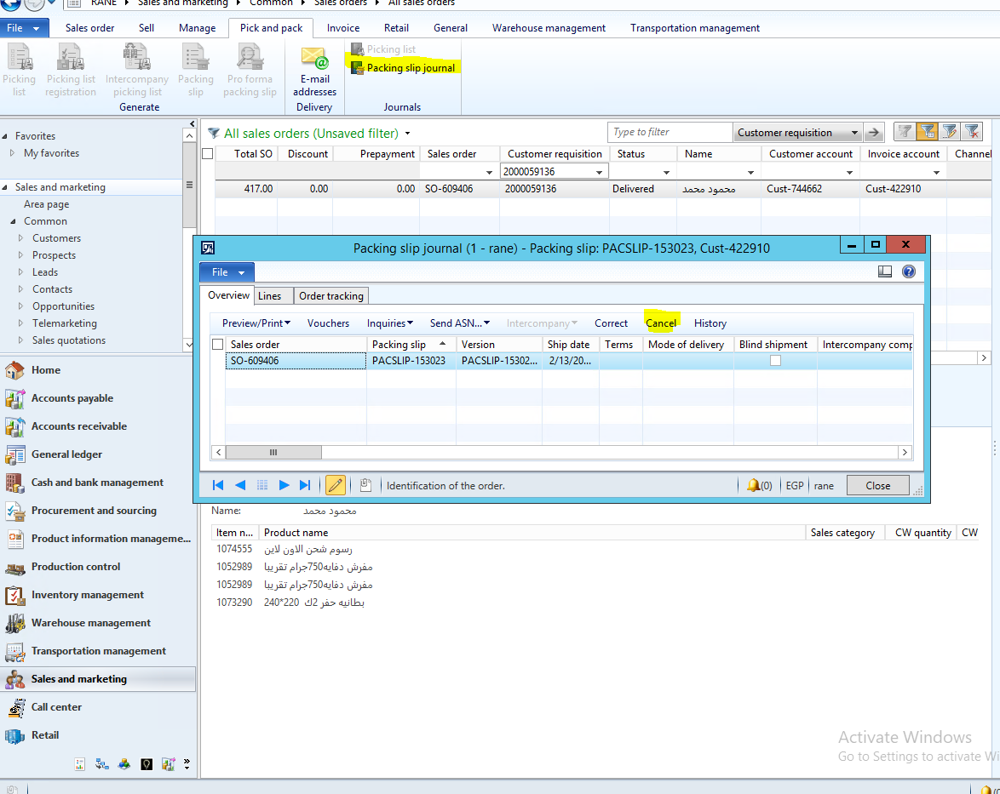 RANE Sales and marketing Common Sales orders All sales orders
File Sales order Sell Manage Pick and pack Invoice Retail General Warehouse management Transportation management
Picking list
Picking list registration
Intercompany picking list
Packing slip
Pro forma packing slip
Generate
E-mail addresses
Delivery
Picking list
Packing slip journal
Journals
Favorites
My favorites
Sales and marketing
Area page
Common
Customers
Prospects
Leads
Contacts
Opportunities
Telemarketing
Sales quotations
Home
Accounts payable
Accounts receivable
General ledger
Cash and bank management
Procurement and sourcing
Product information manageme...
Production control
Inventory management
Warehouse management
Transportation management
Sales and marketing
Call center
Retail
All sales orders (Unsaved filter)
Type to filter Customer requisition
Total SO Discount Prepayment Sales order Customer requisition Status Name Customer account Invoice account Channel
2000059136
417.00 0.00 0.00 SO-609406 2000059136 Delivered محمود محمد Cust-744662 Cust-422910
Packing slip journal (1 - rane) - Packing slip: PACSLIP-153023, Cust-422910
File
Overview Lines Order tracking
Preview/Print Vouchers Inquiries Send ASN... Intercompany Correct Cancel History
Sales order Packing slip Version Ship date Terms Mode of delivery Blind shipment Intercompany comp
SO-609406 PACSLIP-153023 PACSLIP-15302... 2/13/20...
Identification of the order. (0) EGP rane Close
Name: محمود محمد
Item n... Product name Sales category CW quantity CW
1074555 رسوم شحن الاون لاين
1052989 مفرش دفايه750جرام تقريبا
1052989 مفرش دفايه750جرام تقريبا
1073290 بطانيه حفر 2ك 220*240
Activate Windows
Go to Settings to activate Wi